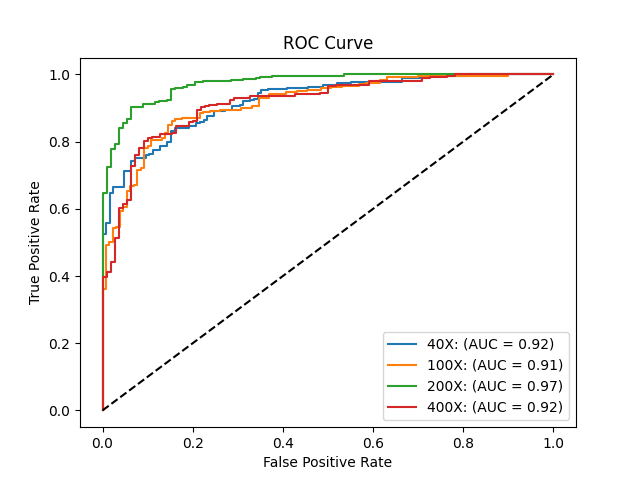 ROC Curve
True Positive Rate
1.0
0.8
0.6
0.4
0.2
0.0
0.0 0.2 0.4 0.6 0.8 1.0
False Positive Rate
40X: (AUC = 0.92)
100X: (AUC = 0.91)
200X: (AUC = 0.97)
400X: (AUC = 0.92)